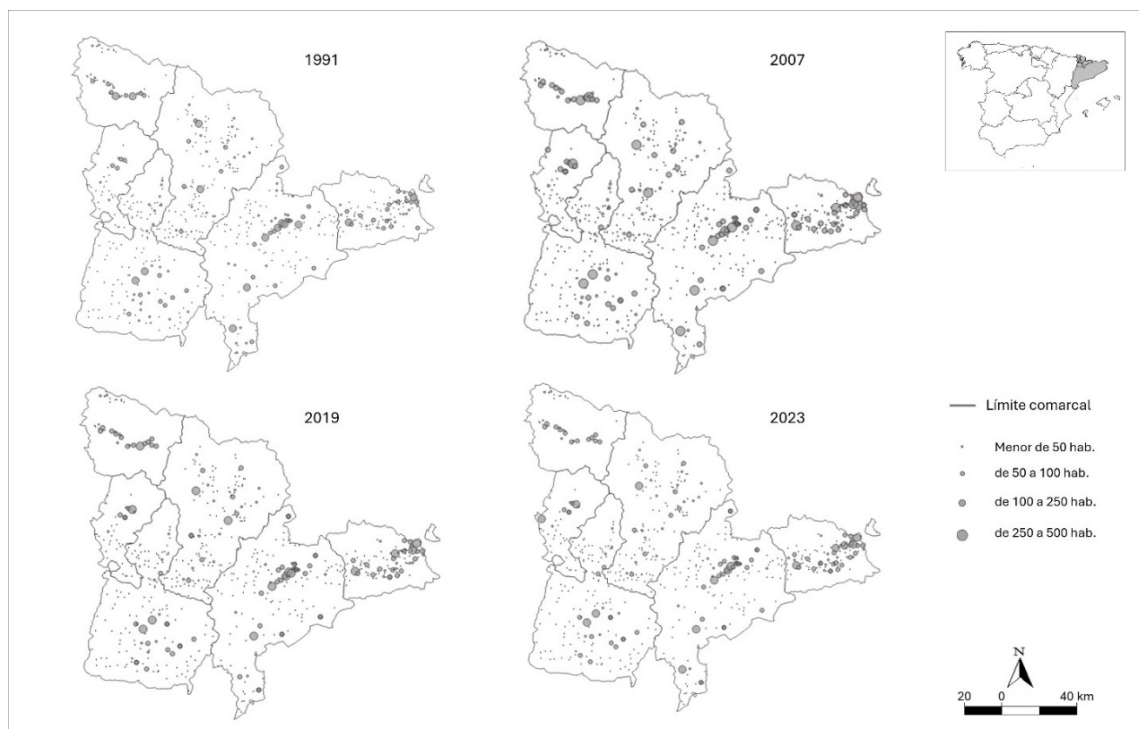 1991
2007
2019
2023
Límite comarcal
Menor de 50 hab.
de 50 a 100 hab.
de 100 a 250 hab.
de 250 a 500 hab.
N
20 0 40 km